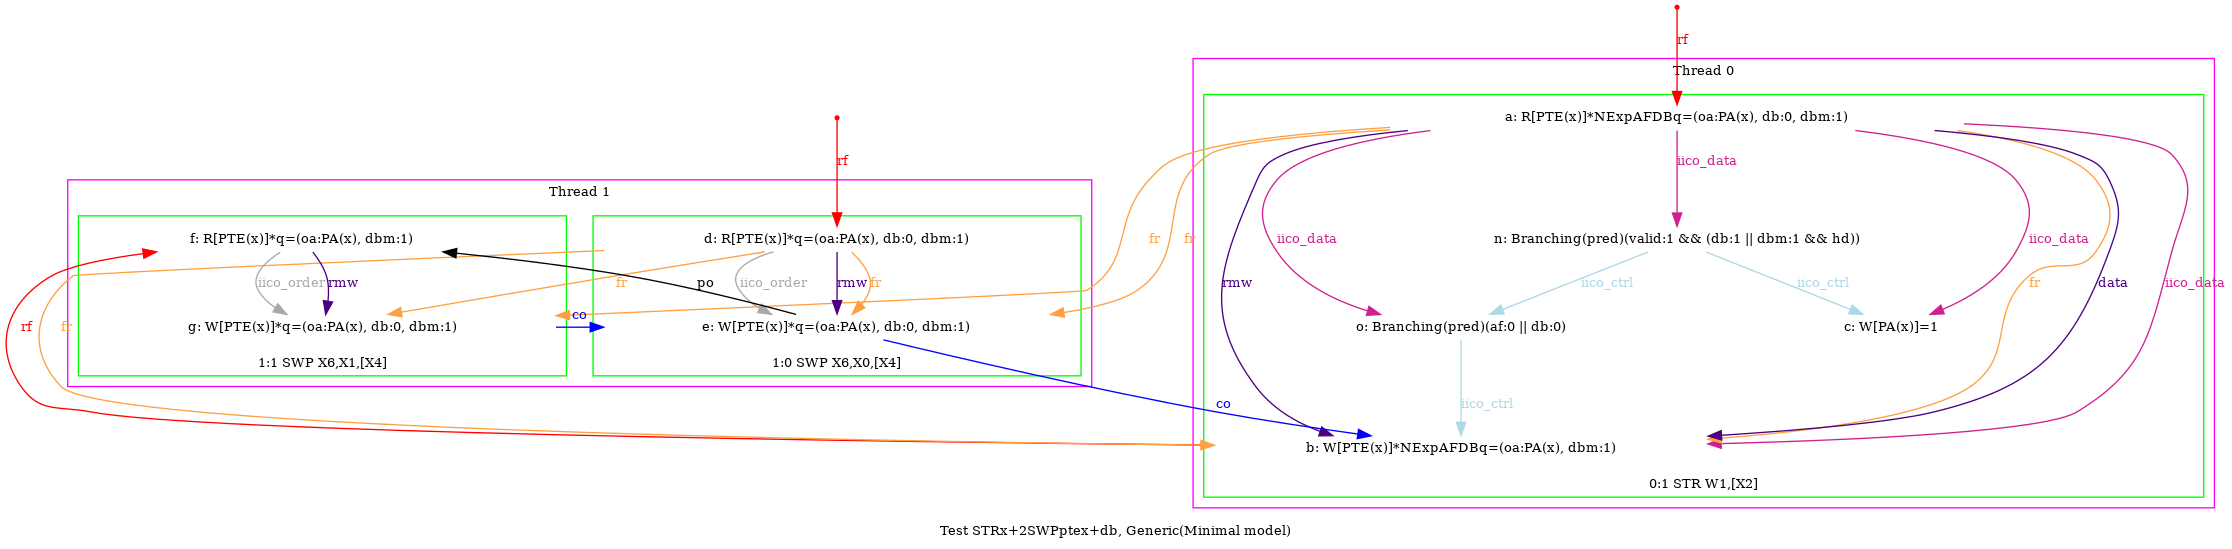 rf
Thread 0
a: R[PTE(x)]*NExpAFDBq=(oa:PA(x), db:0, dbm:1)
rf
iico_data
Thread 1
f: R[PTE(x)]*q=(oa:PA(x), dbm:1)
d: R[PTE(x)]*q=(oa:PA(x), db:0, dbm:1)
fr
fr
iico_data
n: Branching(pred)(valid:1 && (db:1 || dbm:1 && hd))
iico_data
iico_order
rmw
fr
po
iico_order
rmw
fr
rmw
iico_ctrl
iico_ctrl
fr
data
iico_data
rf
fr
g: W[PTE(x)]*q=(oa:PA(x), db:0, dbm:1)
co
e: W[PTE(x)]*q=(oa:PA(x), db:0, dbm:1)
o: Branching(pred)(af:0 || db:0)
c: W[PA(x)]=1
1:1 SWP X6,X1,[X4]
1:0 SWP X6,X0,[X4]
co
iico_ctrl
b: W[PTE(x)]*NExpAFDBq=(oa:PA(x), dbm:1)
0:1 STR W1,[X2]
Test STRx+2SWPptex+db, Generic(Minimal model)